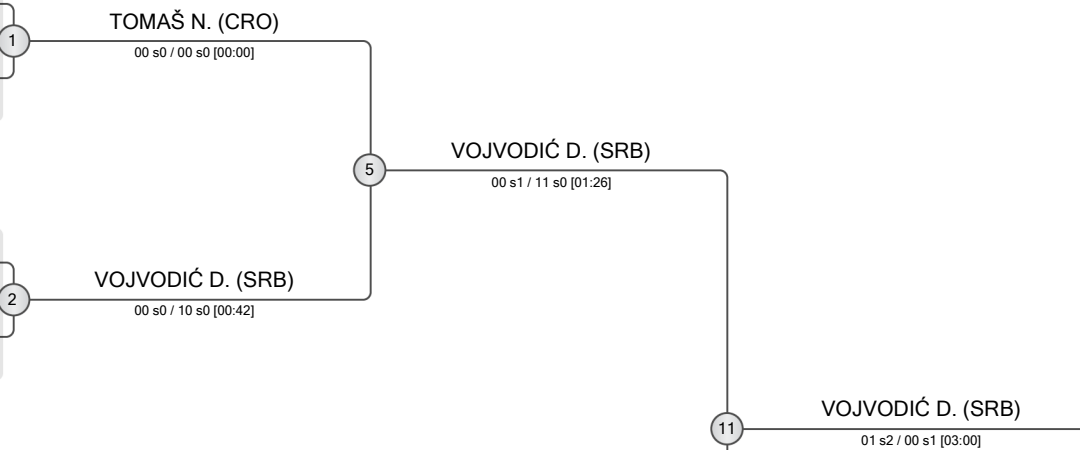 TOMAŠ N. (CRO)
1
00 s0 / 00 s0 [00:00]
VOJVODIĆ D. (SRB)
5
00 s1 / 11 s0 [01:26]
VOJVODIĆ D. (SRB)
2
00 s0 / 10 s0 [00:42]
VOJVODIĆ D. (SRB)
11
01 s2 / 00 s1 [03:00]